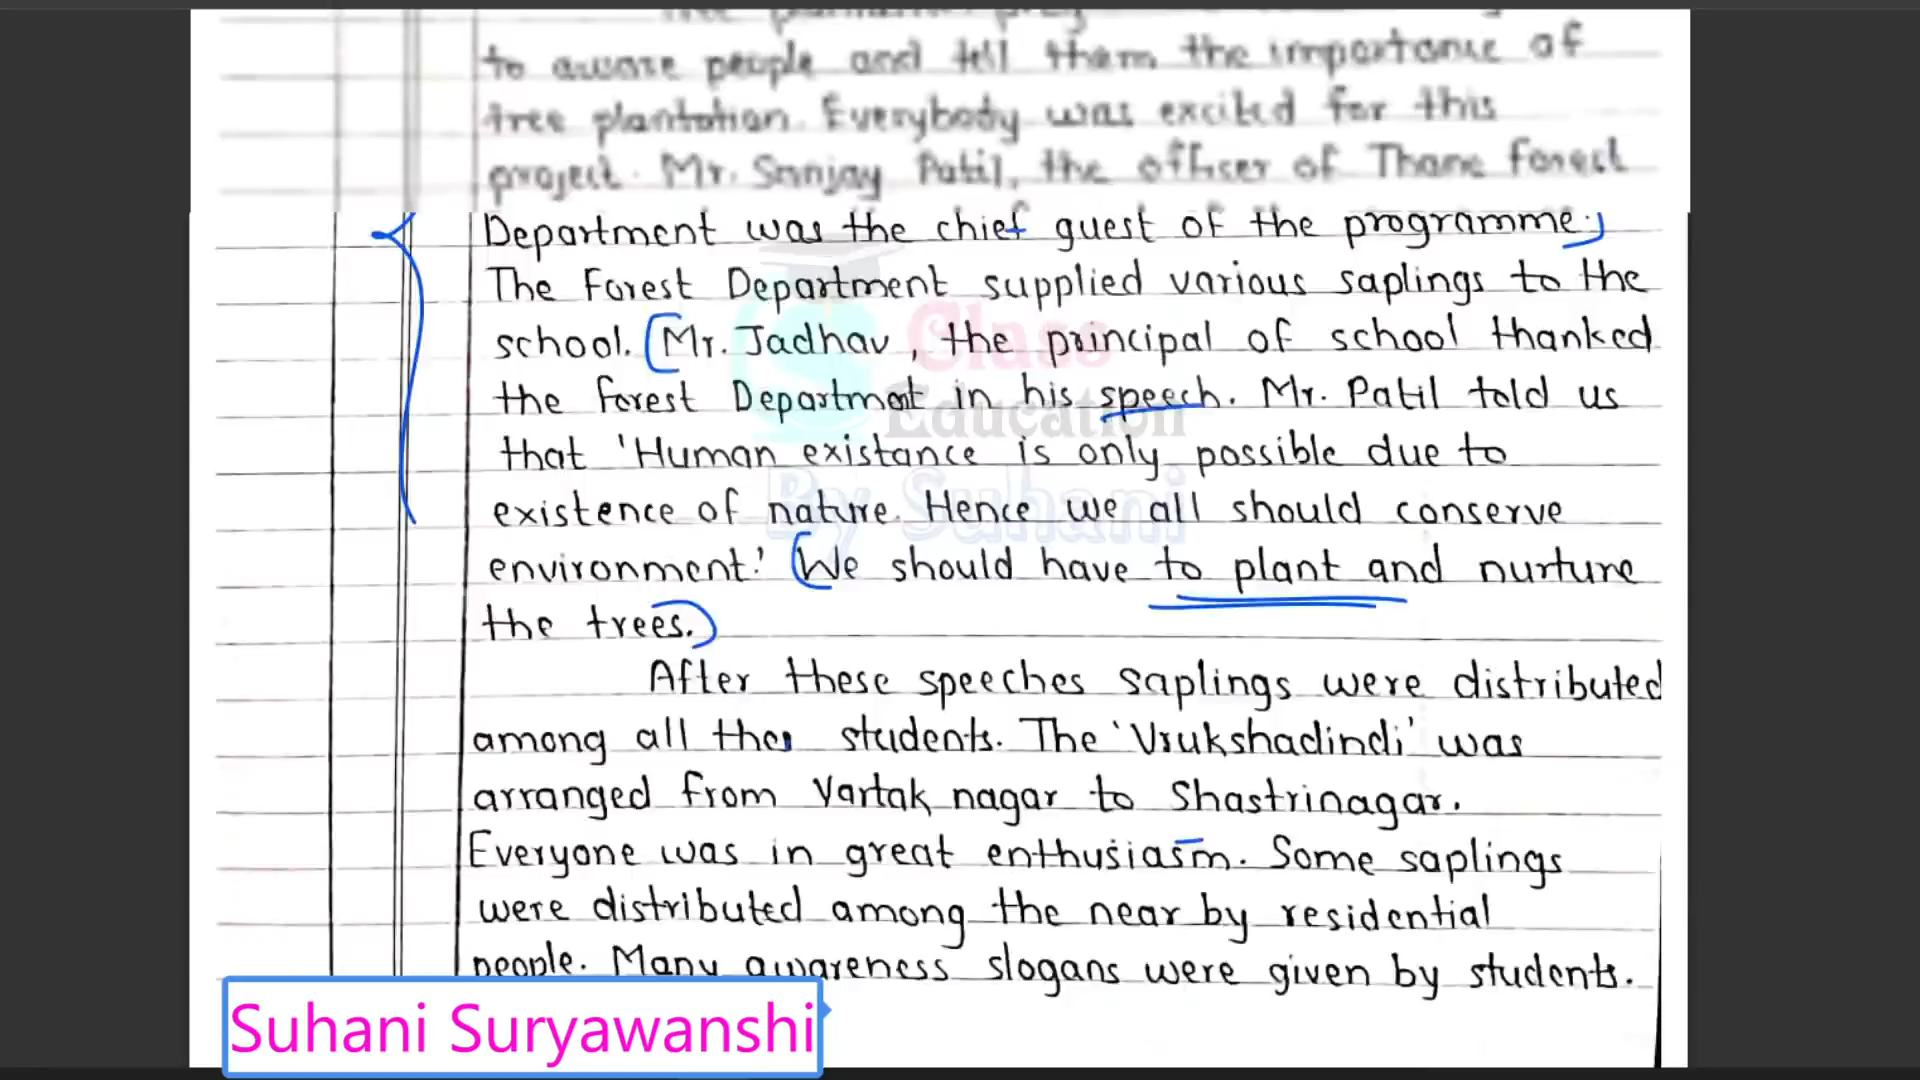 to aware people and tell them the importance of
tree plantation. Everybody was excited for this
project. Mr. Sanjay Patil, the officer of Thane Forest
Department was the chief guest of the programme.
The Forest Department supplied various saplings to the
school. Mr. Jadhav, the principal of school thanked
the forest Department in his speech. Mr. Patil told us
that 'Human existance is only possible due to
existence of nature. Hence we all should conserve
environment.' We should have to plant and nurture
the trees.
After these speeches saplings were distributed
among all the students. The 'Vrukshadindi' was
arranged from Vartak nagar to Shastrinagar.
Everyone was in great enthusiasm. Some saplings
were distributed among the near by residential
people. Many awareness slogans were given by students.
Class
Education
By Suhani
Suhani Suryawanshi